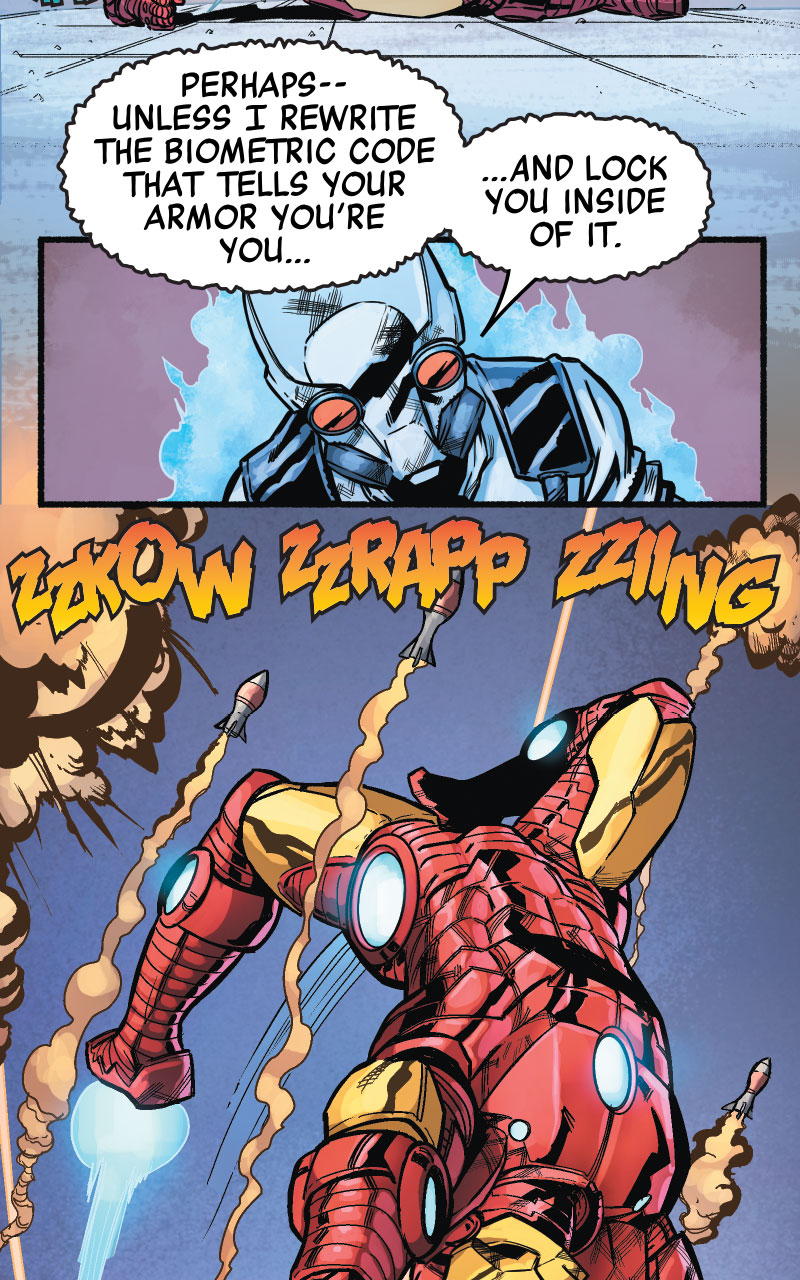 PERHAPS--
UNLESS I REWRITE
THE BIOMETRIC CODE
THAT TELLS YOUR
ARMOR YOU'RE
YOU...
...AND LOCK
YOU INSIDE
OF IT.
ZZKOW ZZRAPP ZZIING